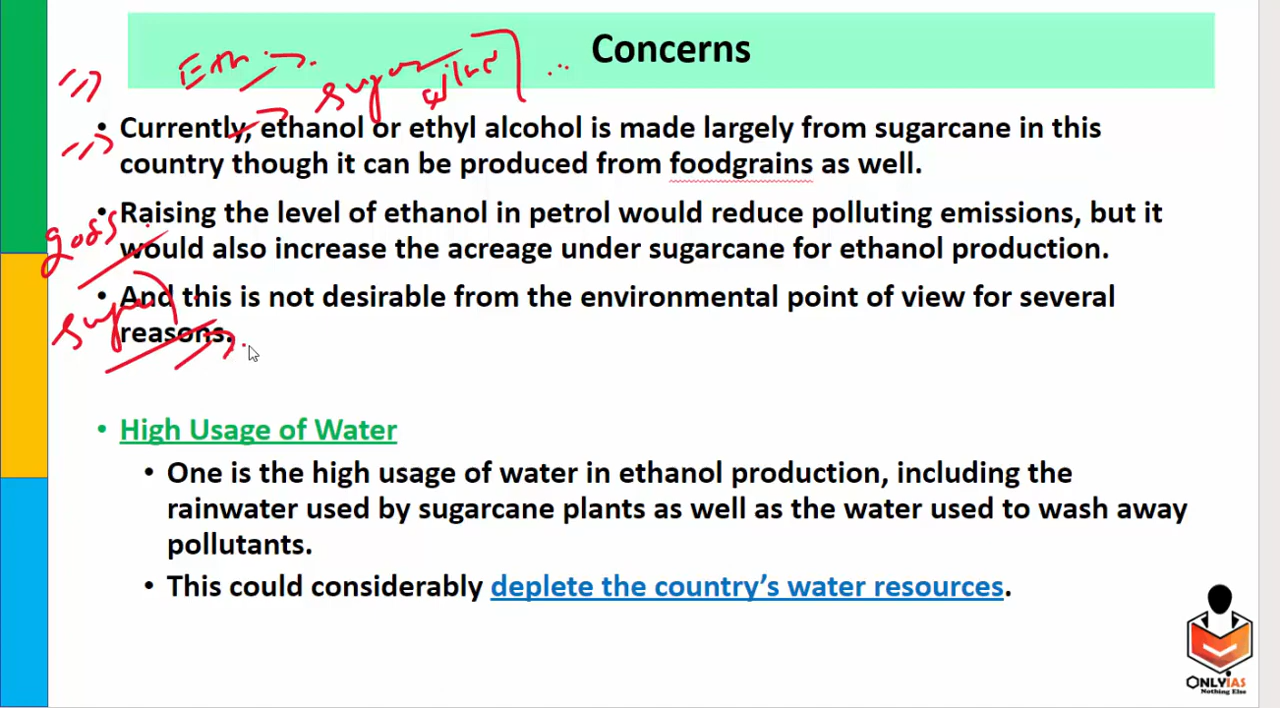 Concerns
Eth
sugar
• Currently, ethanol or ethyl alcohol is made largely from sugarcane in this
country though it can be produced from foodgrains as well.
• Raising the level of ethanol in petrol would reduce polluting emissions, but it
would also increase the acreage under sugarcane for ethanol production.
• And this is not desirable from the environmental point of view for several
reasons.
• High Usage of Water
• One is the high usage of water in ethanol production, including the
rainwater used by sugarcane plants as well as the water used to wash away
pollutants.
• This could considerably deplete the country's water resources.
ONLYIAS
Nothing Else